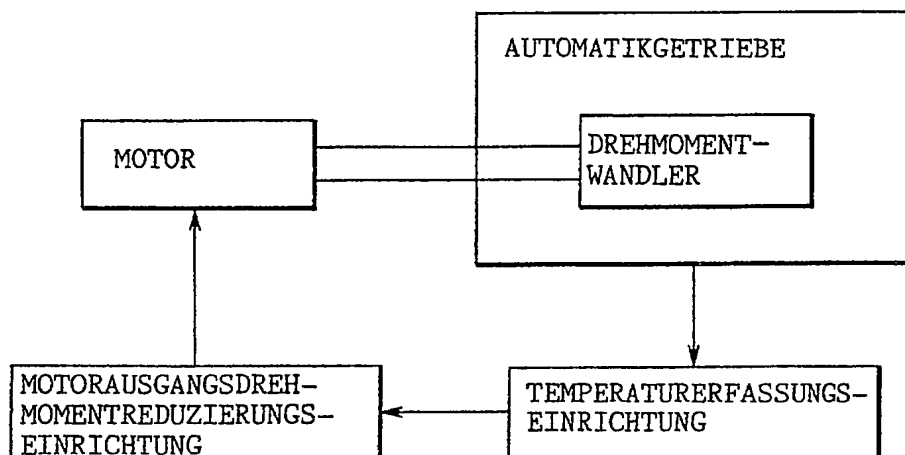 AUTOMATIKGETRIEBE
MOTOR
DREHMOMENT-
WANDLER
MOTORAUSGANGSDREH-
MOMENTREDUZIERUNGS-
EINRICHTUNG
TEMPERATURERFASSUNGS-
EINRICHTUNG